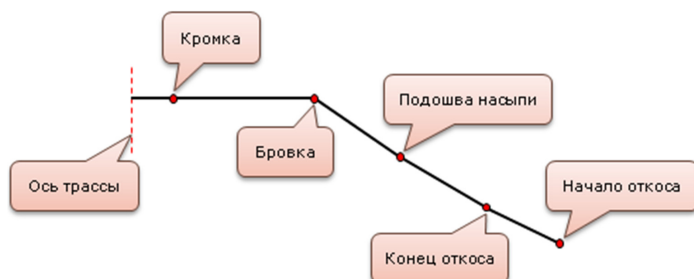 Кромка
Подошва насыпи
Бровка
Ось трассы
Начало откоса
Конец откоса